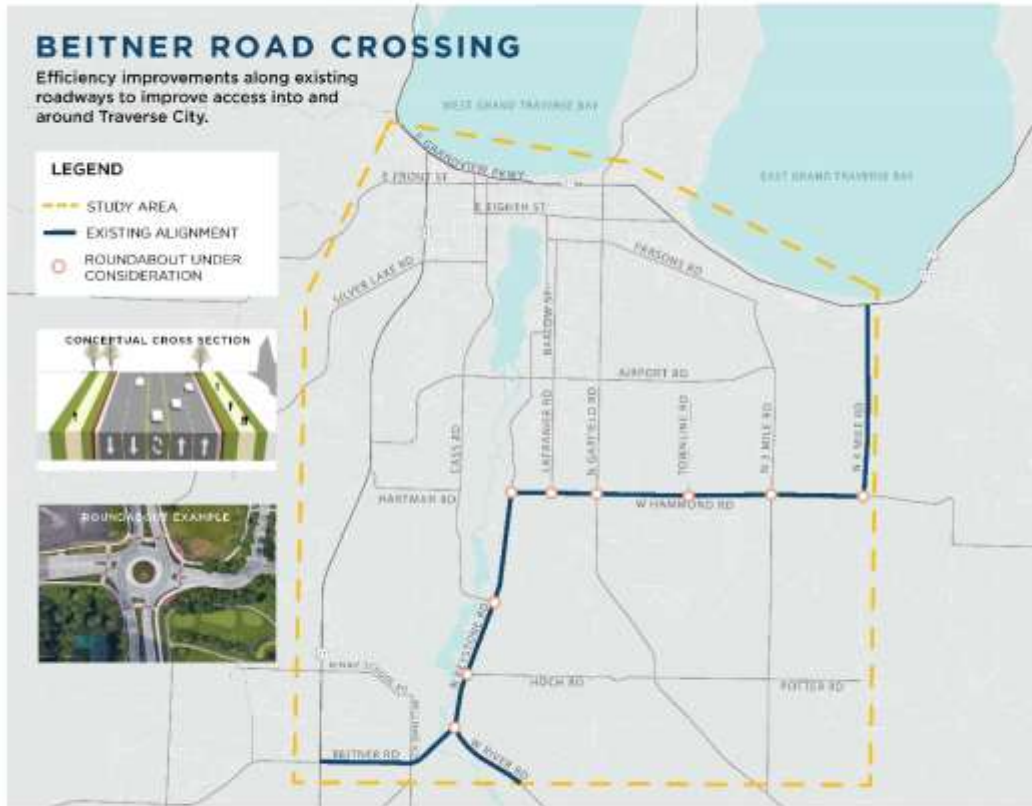 BEITNER ROAD CROSSING
Efficiency improvements along existing
roadways to improve access into and
around Traverse City.
LEGEND
STUDY AREA
EXISTING ALIGNMENT
ROUNDABOUT UNDER
CONSIDERATION
CONCEPTUAL CROSS SECTION
ROUNDABOUT EXAMPLE
WEST GRAND TRAVERSE BAY
EAST GRAND TRAVERSE BAY
E GRANDVIEW PKWY
E FRONT ST
E EIGHTH ST
PARSONS RD
SILVER LAKE RD
BARLOW ST
AIRPORT RD
CASS RD
LAFRANIER RD
N GARFIELD RD
TOWNLINE RD
N 3 MILE RD
N 4 MILE RD
HARTMAN RD
W HAMMOND RD
N KEYSTONE RD
HOCH RD
POTTER RD
BEITNER RD
W RIVER RD